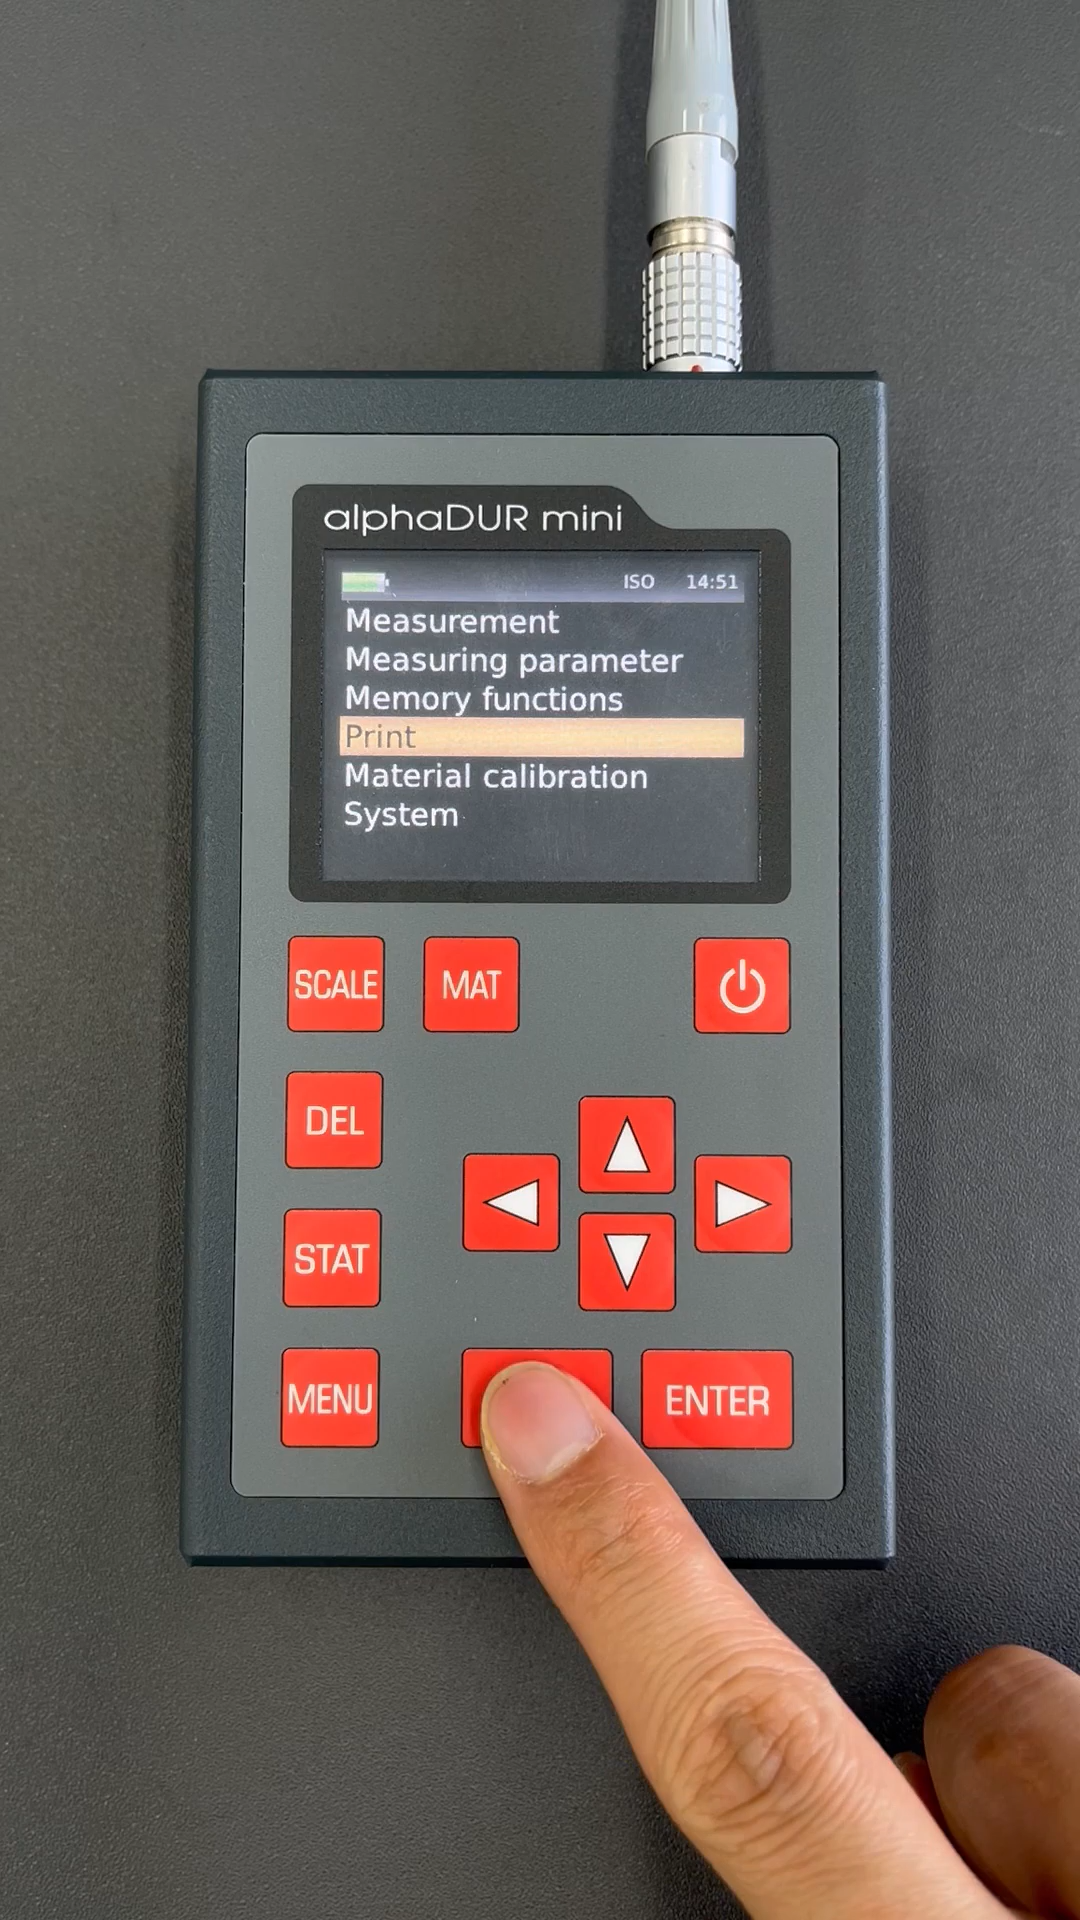 alphaDUR mini
ISO 14:51
Measurement
Measuring parameter
Memory functions
Print
Material calibration
System
SCALE MAT
DEL
STAT
MENU ENTER